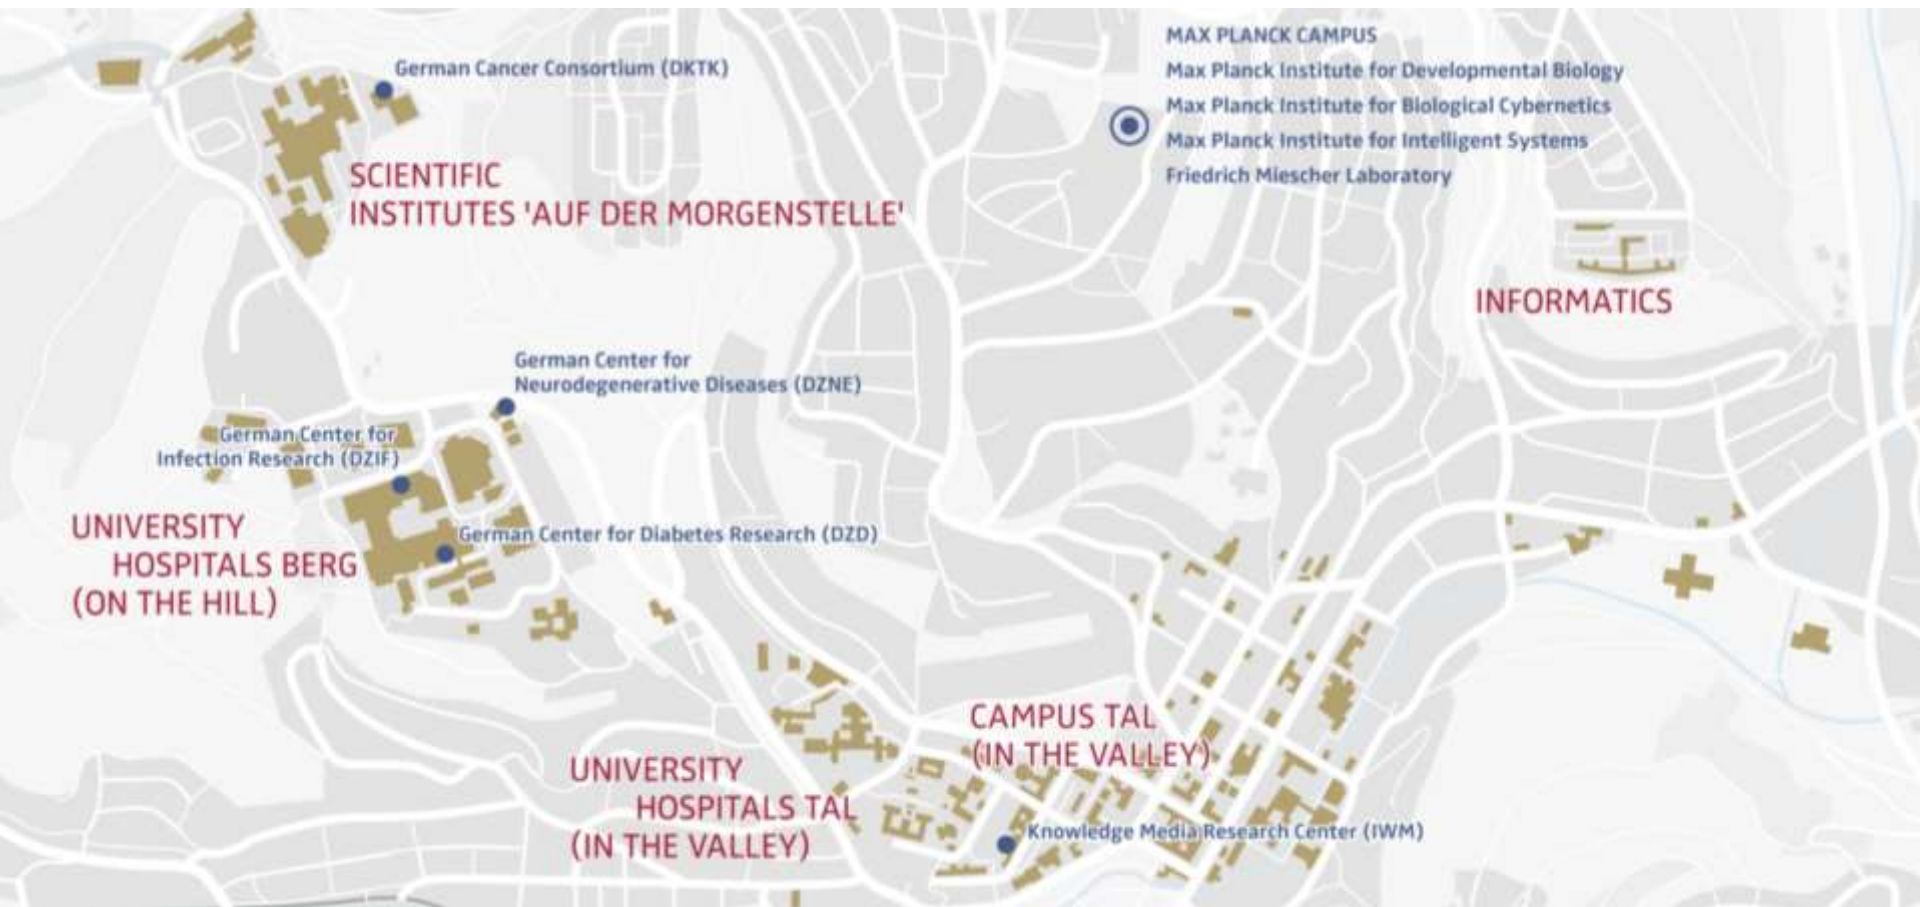 MAX PLANCK CAMPUS
Max Planck Institute for Developmental Biology
Max Planck Institute for Biological Cybernetics
Max Planck Institute for Intelligent Systems
Friedrich Miescher Laboratory
German Cancer Consortium (DKTK)
SCIENTIFIC
INSTITUTES 'AUF DER MORGENSTELLE'
INFORMATICS
German Center for
Neurodegenerative Diseases (DZNE)
German Center for
Infection Research (DZIF)
German Center for Diabetes Research (DZD)
UNIVERSITY
HOSPITALS BERG
(ON THE HILL)
CAMPUS TAL
(IN THE VALLEY)
UNIVERSITY
HOSPITALS TAL
(IN THE VALLEY)
Knowledge Media Research Center (IWM)